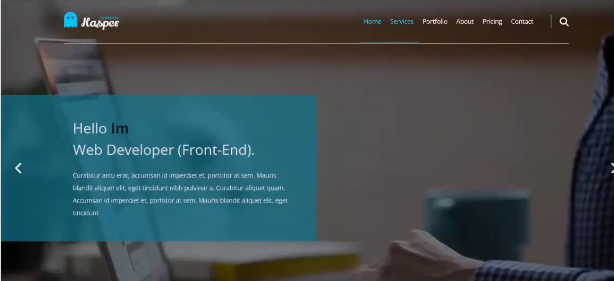 Kasper
Home Services Portfolio About Pricing Contact
Hello Im
Web Developer (Front-End).
Curabitur arcu erat, accumsan id imperdiet et, porttitor at sem. Mauris
blandit aliquet elit, eget tincidunt nibh pulvinar a. Curabitur aliquet quam.
Accumsan id imperdiet et, porttitor at sem. Mauris blandit aliquet elit, eget
tincidunt